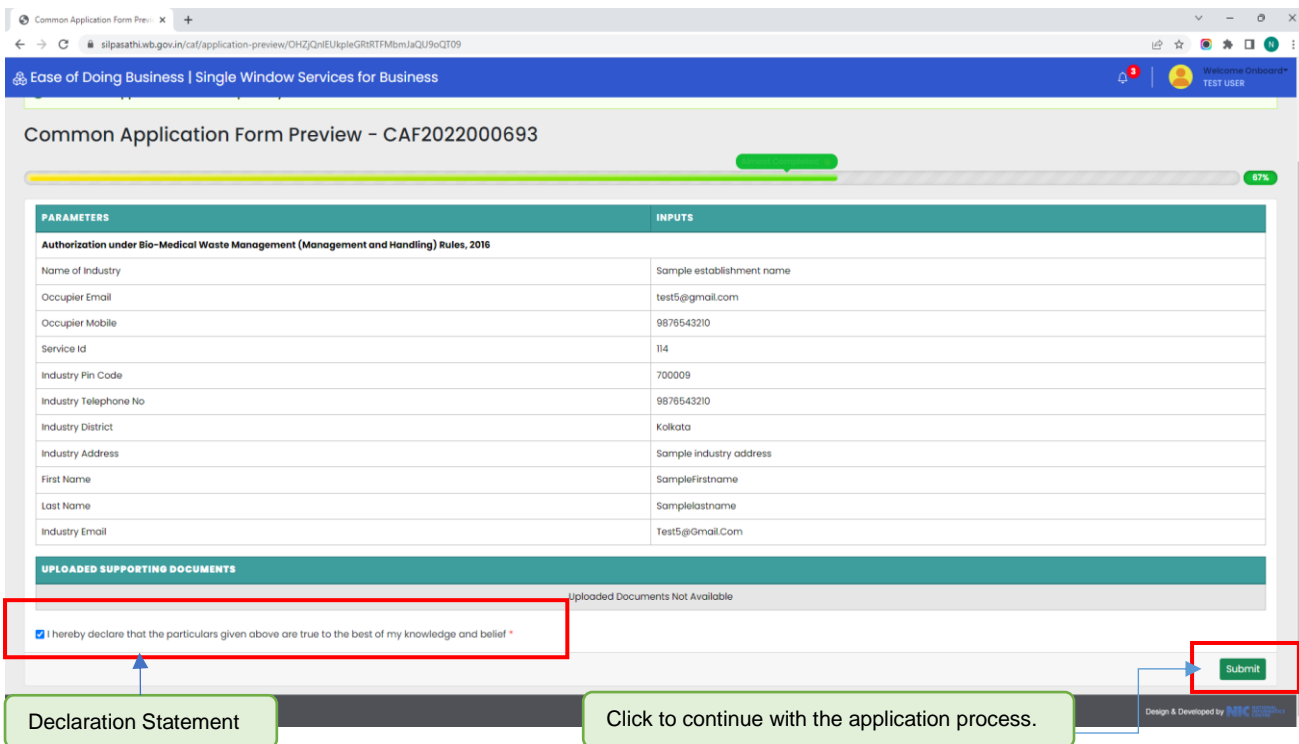 Common Application Form Previ
silpasathi.wb.gov.in/caf/application-preview/OHZjQnlEUkpleGRtRTFMbmJaQU9oQT09
N
Ease of Doing Business | Single Window Services for Business
3
Welcome Onboard
TEST USER
Common Application Form Preview - CAF2022000693
67%
PARAMETERS INPUTS
Authorization under Bio-Medical Waste Management (Management and Handling) Rules, 2016
Name of Industry Sample establishment name
Occupier Email test5@gmail.com
Occupier Mobile 9876543210
Service Id 114
Industry Pin Code 700009
Industry Telephone No 9876543210
Industry District Kolkata
Industry Address Sample industry address
First Name SampleFirstname
Last Name Samplelastname
Industry Email Test5@Gmail.Com
UPLOADED SUPPORTING DOCUMENTS
Uploaded Documents Not Available
I hereby declare that the particulars given above are true to the best of my knowledge and belief *
Submit
Declaration Statement
Click to continue with the application process.
Design & Developed by NIC